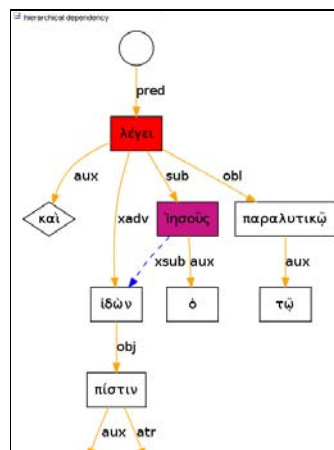 hierarchical dependency
pred
λέγει
aux sub obl
καὶ xadv Ἰησοῦς παραλυτικῷ
xsub aux aux
ἰδὼν ὁ τῷ
obj
πίστιν
aux atr